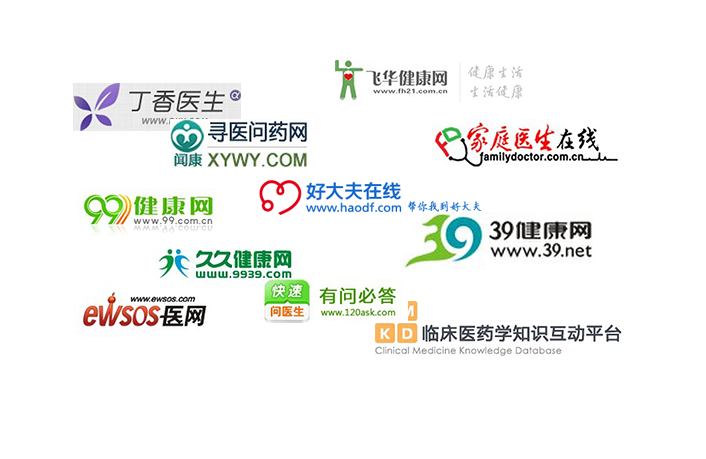 飞华健康网
www.fh21.com.cn
健康生活
生活健康
丁香医生
α
寻医问药网
闻康 XYWY.COM
家庭医生在线
familydoctor.com.cn
99健康网
www.99.com.cn
好大夫在线
www.haodf.com 帮你找到好大夫
39 39健康网
www.39.net
久久健康网
www.9939.com
www.ewsos.com
ewsos·医网
快速
问医生
有问必答
www.120ask.com
M
KD 临床医药学知识互动平台
Clinical Medicine Knowledge Database